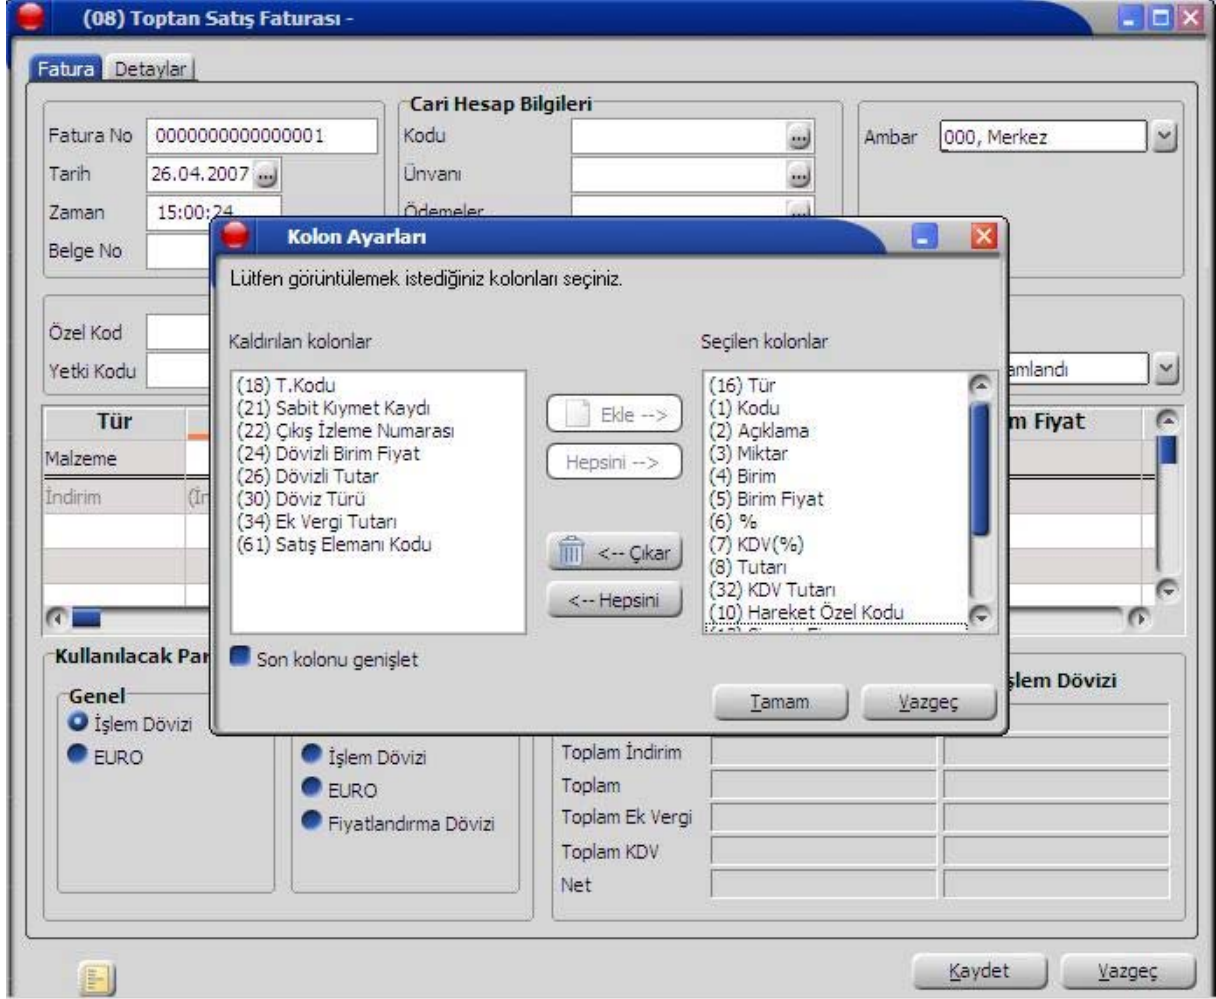 (08) Toptan Satış Faturası -
Fatura Detaylar
Cari Hesap Bilgileri
Fatura No 0000000000000001 Kodu Ambar 000, Merkez
Tarih 26.04.2007 Ünvanı
Zaman 15:00:24 Ödemeler
Belge No
Kolon Ayarları
Lütfen görüntülemek istediğiniz kolonları seçiniz.
Özel Kod
Yetki Kodu
Kaldırılan kolonlar
(18) T.Kodu
(21) Sabit Kıymet Kaydı
(22) Çıkış İzleme Numarası
(24) Dövizli Birim Fiyat
(26) Dövizli Tutar
(30) Döviz Türü
(34) Ek Vergi Tutarı
(61) Satış Elemanı Kodu
Ekle -->
Hepsini -->
<-- Çıkar
<-- Hepsini
Seçilen kolonlar
(16) Tür
(1) Kodu
(2) Açıklama
(3) Miktar
(4) Birim
(5) Birim Fiyat
(6) %
(7) KDV(%)
(8) Tutarı
(32) KDV Tutarı
(10) Hareket Özel Kodu
Son kolonu genişlet
Tamam Vazgeç
amlandı
Tür m Fiyat
Malzeme
İndirim (İn
Kullanılacak Par
Genel
İşlem Dövizi
EURO
İşlem Dövizi
EURO
Fiyatlandırma Dövizi
şlem Dövizi
Toplam İndirim
Toplam
Toplam Ek Vergi
Toplam KDV
Net
Kaydet Vazgeç